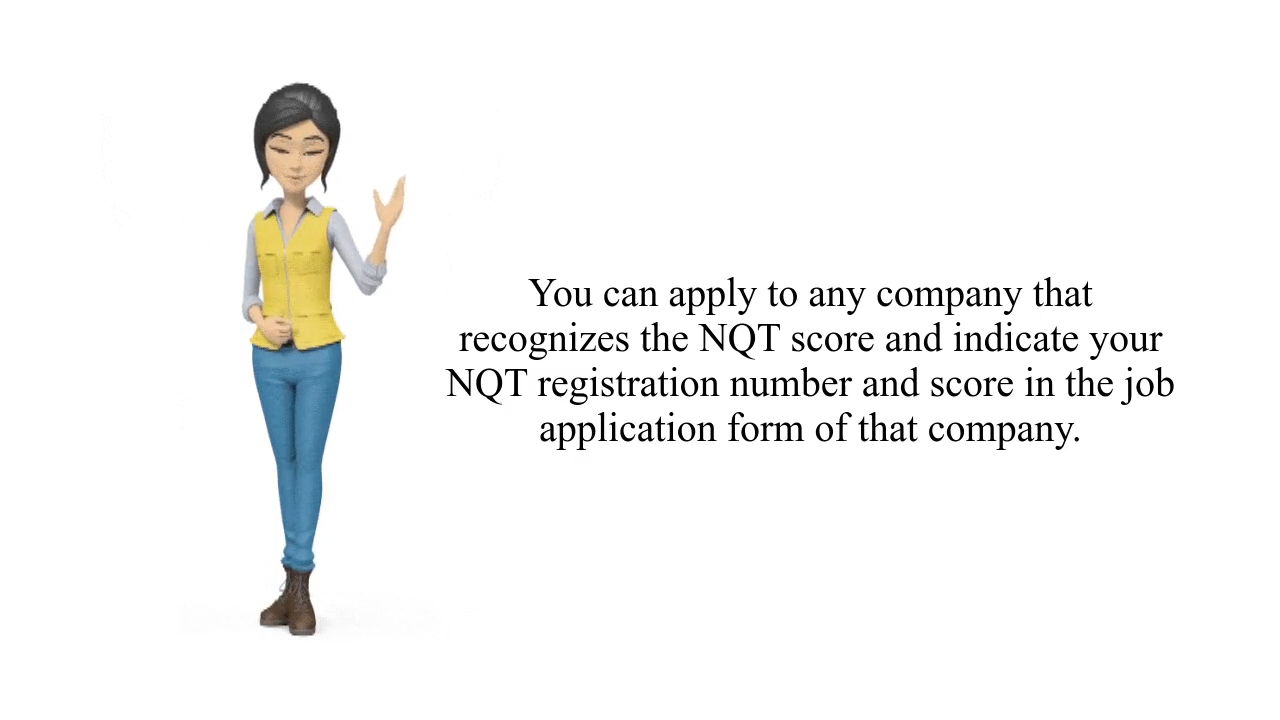 You can apply to any company that
recognizes the NQT score and indicate your
NQT registration number and score in the job
application form of that company.